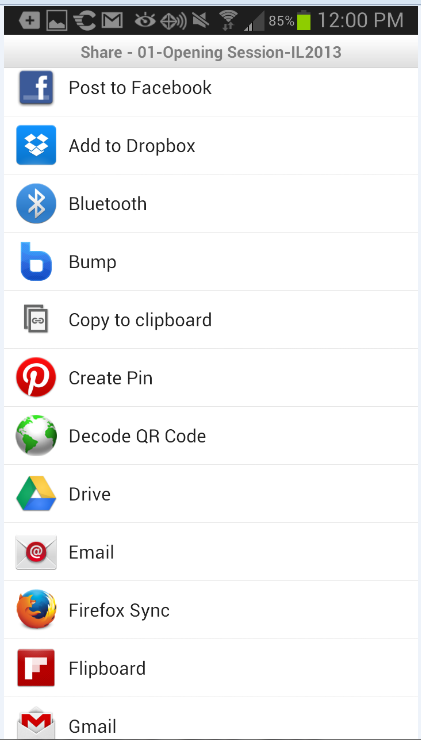 85% 12:00 PM
Share - 01-Opening Session-IL2013
Post to Facebook
Add to Dropbox
Bluetooth
Bump
Copy to clipboard
Create Pin
Decode QR Code
Drive
Email
Firefox Sync
Flipboard
Gmail